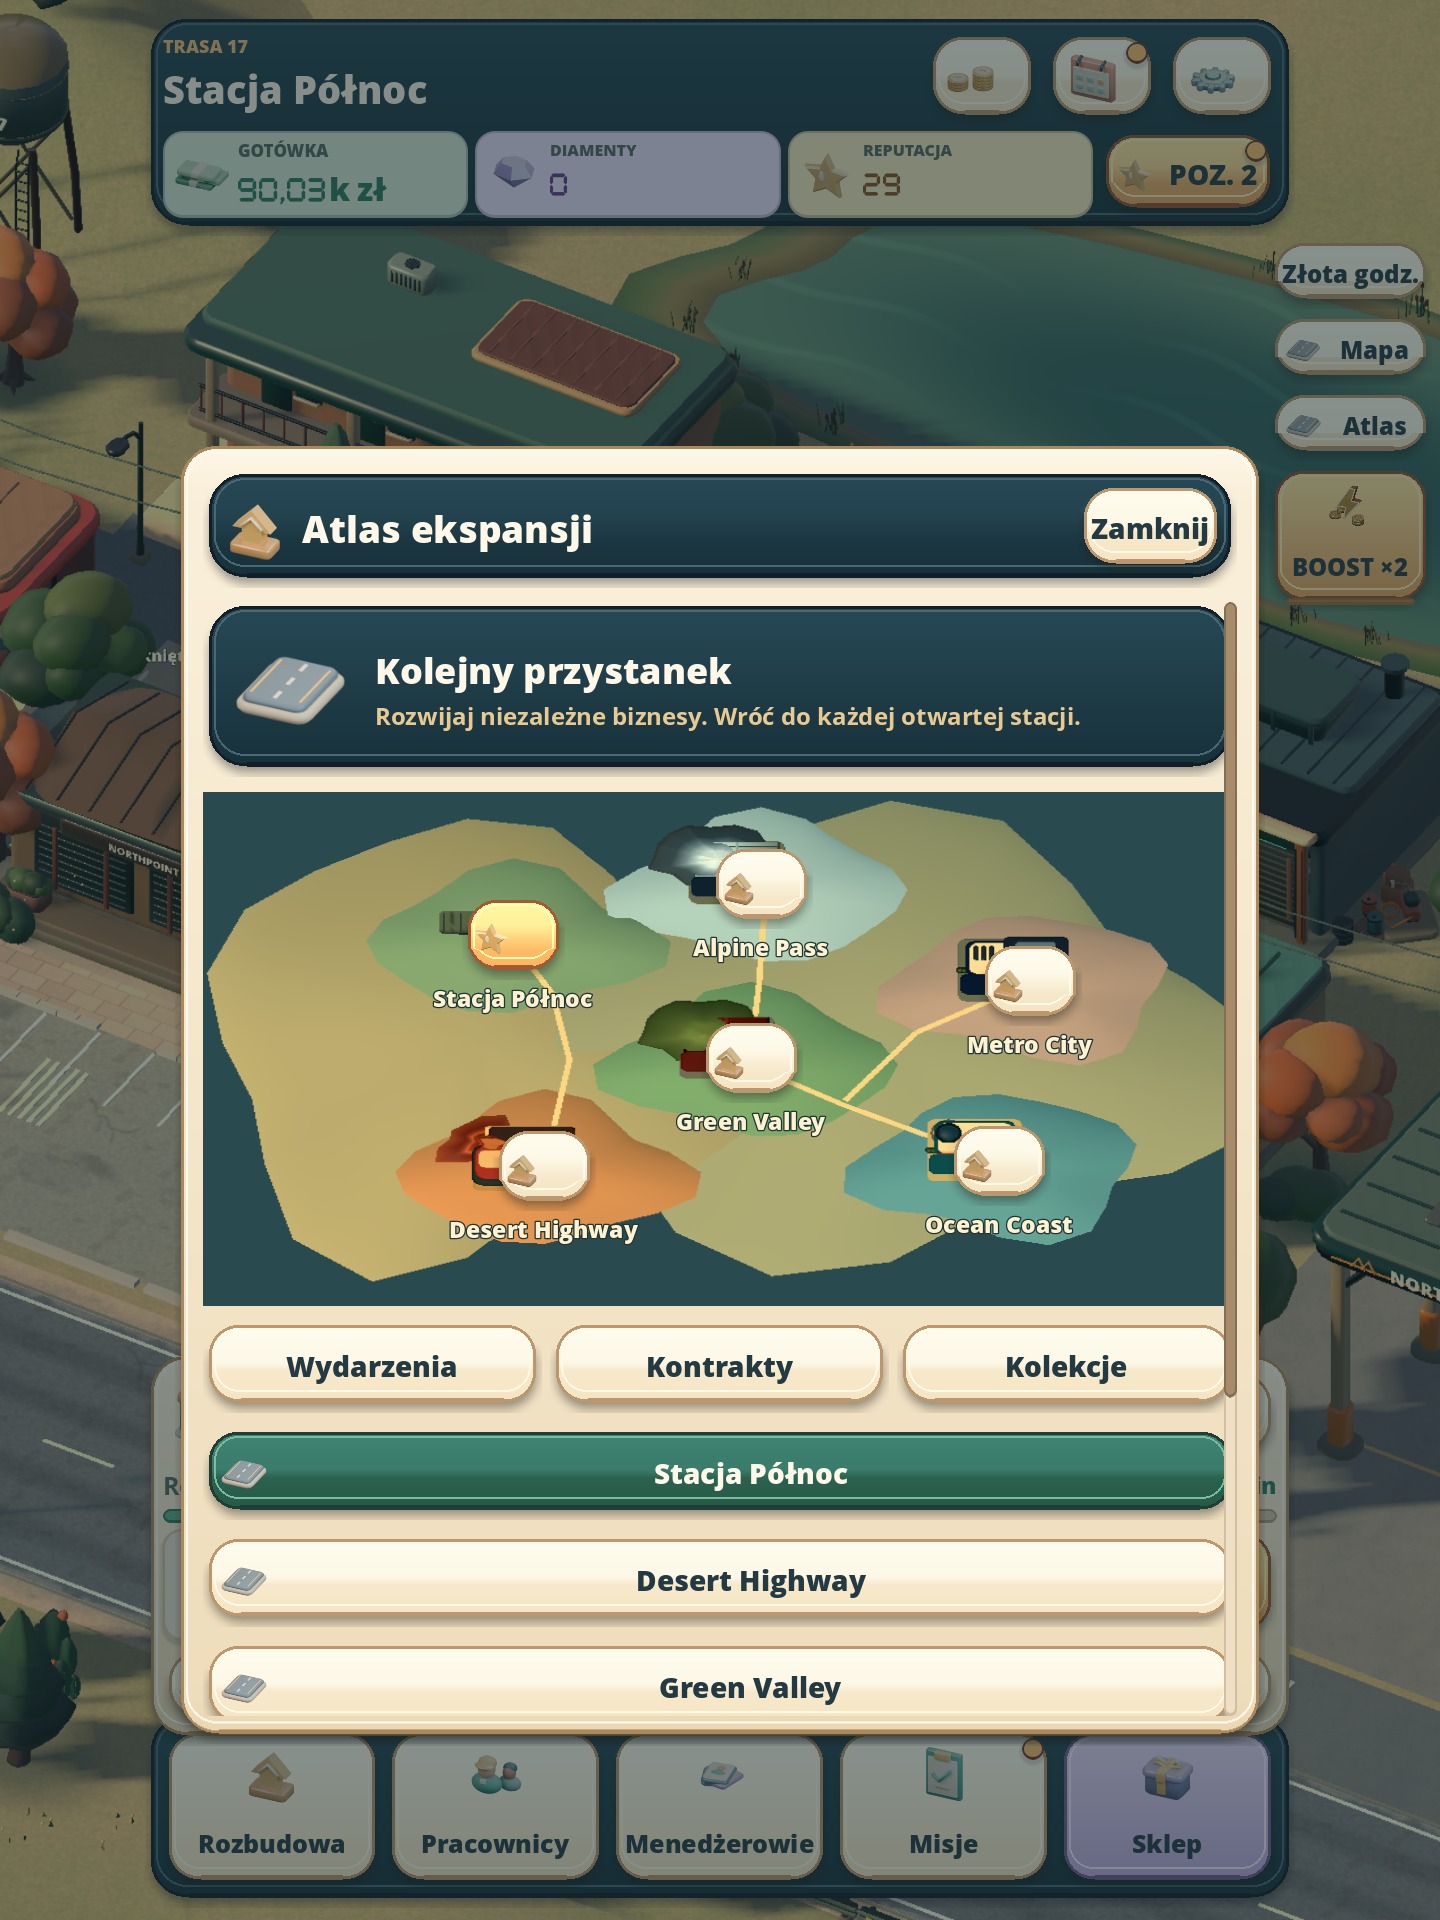 TRASA 17
Stacja Północ
GOTÓWKA
90,03k zł
DIAMENTY
0
REPUTACJA
29
POZ. 2
Złota godz.
Mapa
Atlas
BOOST ×2
Atlas ekspansji
Zamknij
Kolejny przystanek
Rozwijaj niezależne biznesy. Wróć do każdej otwartej stacji.
NORTHPOINT
Alpine Pass
Stacja Północ
Metro City
Green Valley
Desert Highway
Ocean Coast
Wydarzenia
Kontrakty
Kolekcje
Stacja Północ
Desert Highway
Green Valley
Rozbudowa
Pracownicy
Menedżerowie
Misje
Sklep